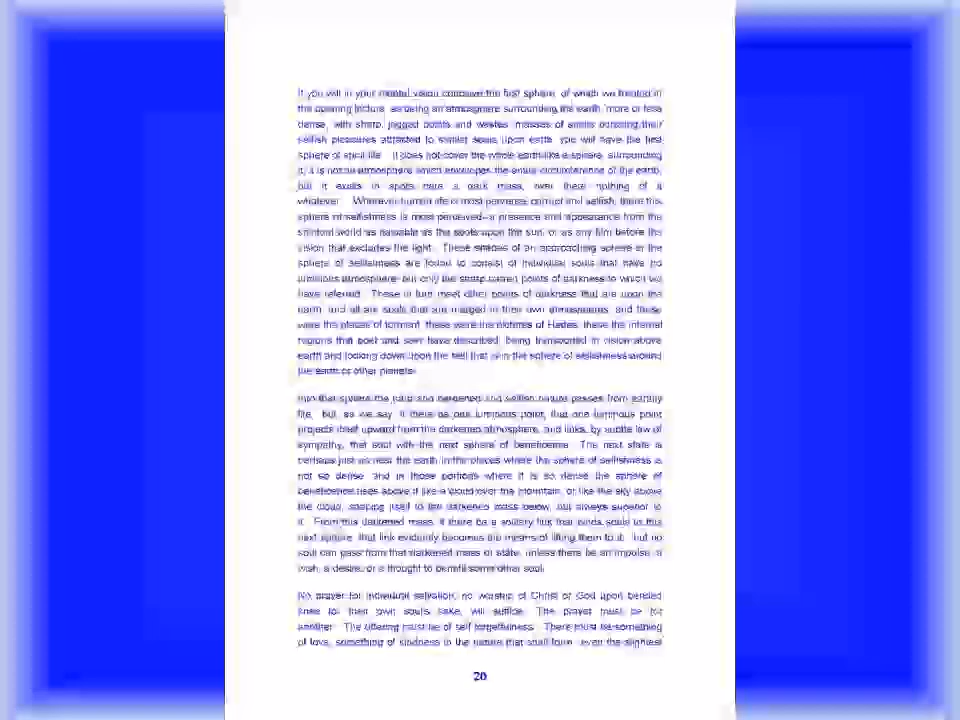 If you will in your mental vision conceive the first sphere, of which we treated in
the opening lecture, as being an atmosphere surrounding the earth, more or less
dense, with sharp, jagged points and masses of spirits pursuing their
selfish pleasures attracted to similar souls upon earth, you will have the first
sphere of spirit life. It does not cover the whole earth like a sphere, surrounding
it; it is not an atmosphere which envelopes the entire circumference of the earth,
but it exists in spots, here a dark mass, over there nothing of it
whatever. Wherever human life is most perverse, corrupt and selfish, there this
sphere of selfishness is most perceived--a presence and appearance from the
spiritual world as palpable as the spots upon the sun, or as any film before the
vision that excludes the light. These of an approaching sphere or the
sphere of selfishness are found to consist of individual souls that have no
luminous atmosphere, but only the sharp points of darkness to which we
have referred. These in turn meet other points of darkness that are upon the
earth, and all are souls that are merged in their own atmospheres, and these
were the places of torment, these were the pictures of Hades, these the infernal
regions that poet and seer have described, being transported in vision above
earth and looking down upon the hell that is in the sphere of selfishness around
the earth or other planets.
Into that sphere the and hardened and selfish nature passes from earthly
life, but, as we say, if there be one luminous point, that one luminous point
projects itself upward from the darkened atmosphere, and links, by subtle law of
sympathy, that soul with the next sphere of beneficence. The next state is
perhaps just as near the earth in the places where the sphere of selfishness is
not so dense, and in those portions where it is so dense the sphere of
beneficence rises above it like a cloud over the mountain, or like the sky above
the cloud, shaping itself to the darkened mass below, but always superior to
it. From this darkened mass, if there be a solitary link that binds souls to this
next sphere, that link evidently becomes the means of lifting them to it; but no
soul can pass from that darkened mass or state, unless there be an impulse, a
wish, a desire, or a thought to benefit some other soul.
No prayer for individual salvation, no worship of Christ or God upon bended
knee for their own soul's sake, will suffice. The prayer must be for
another. The offering must be of self forgetfulness. There must be something
of love, something of kindness in the nature that shall form even the slightest
20